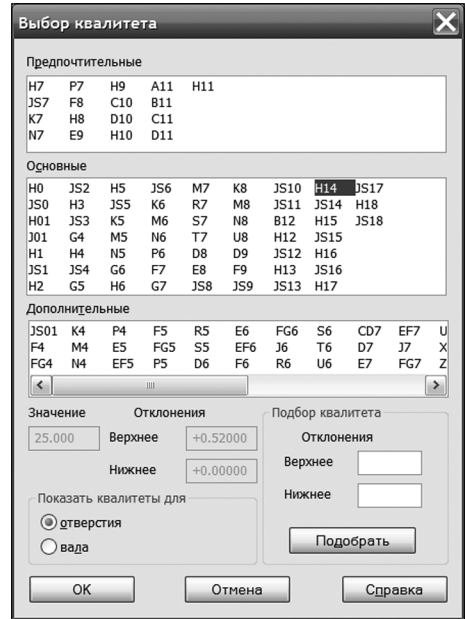 Выбор квалитета
Предпочтительные
H7 P7 H9 A11 H11
JS7 F8 C10 B11
K7 H8 D10 C11
N7 E9 H10 D11
Основные
H0 JS2 H5 JS6 M7 K8 JS10 H14 JS17
JS0 H3 JS5 K6 R7 M8 JS11 JS14 H18
H01 JS3 K5 M6 S7 N8 B12 H15 JS18
J01 G4 M5 N6 T7 U8 H12 JS15
H1 H4 N5 P6 D8 D9 JS12 H16
JS1 JS4 G6 F7 E8 F9 H13 JS16
H2 G5 H6 G7 JS8 JS9 JS13 H17
Дополнительные
JS01 K4 P4 F5 R5 E6 FG6 S6 CD7 EF7 U
F4 M4 E5 FG5 S5 EF6 J6 T6 D7 J7 X
FG4 N4 EF5 P5 D6 F6 R6 U6 E7 FG7 Z
Значение Отклонения
25.000 Верхнее +0.52000
Нижнее +0.00000
Показать квалитеты для
отверстия
вала
Подбор квалитета
Отклонения
Верхнее
Нижнее
Подобрать
OK Отмена Справка